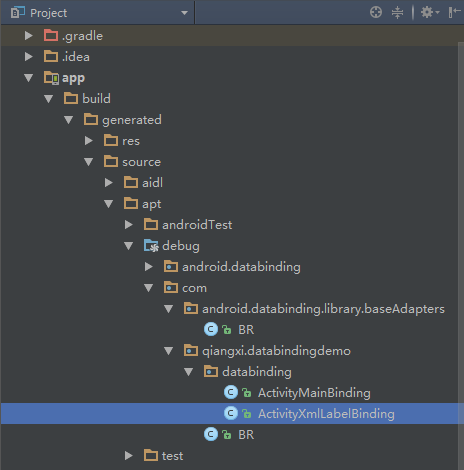 Project
.gradle
.idea
app
build
generated
res
source
aidl
apt
androidTest
debug
android.databinding
com
android.databinding.library.baseAdapters
BR
qiangxi.databindingdemo
databinding
ActivityMainBinding
ActivityXmlLabelBinding
BR
test